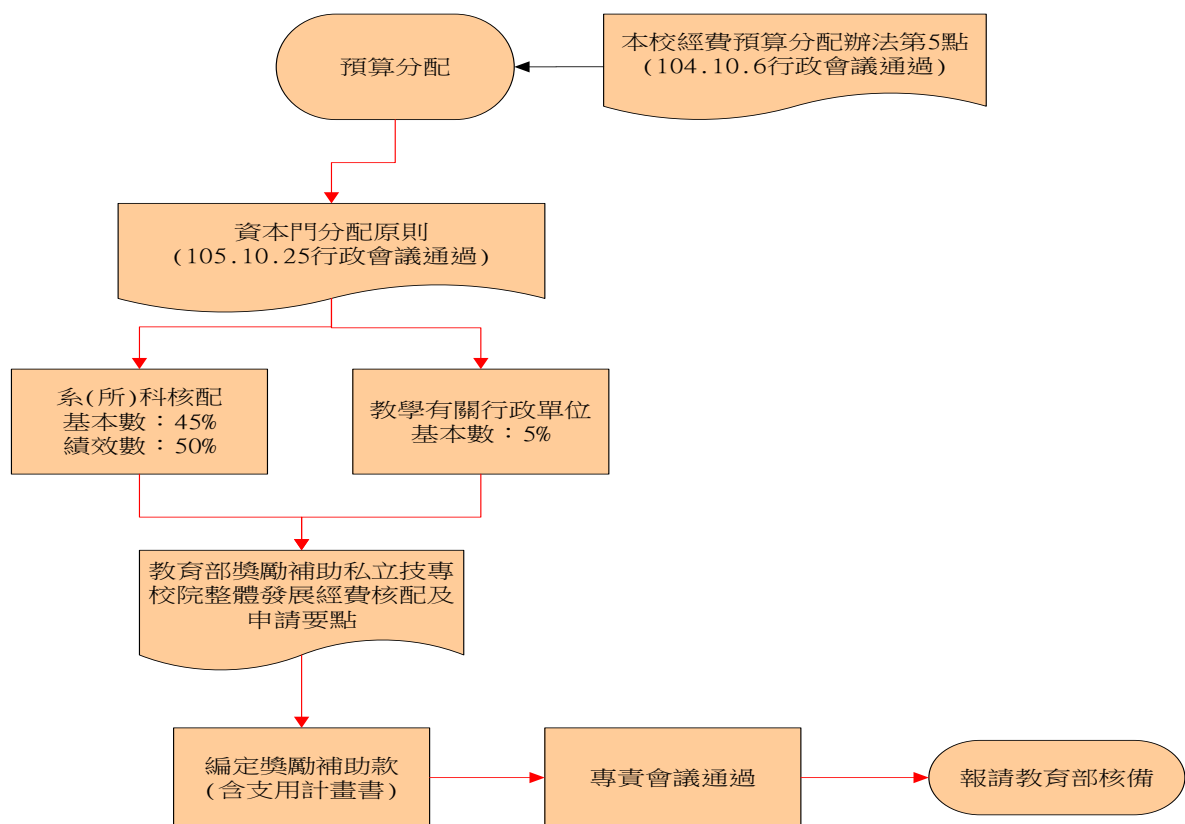 預算分配
本校經費預算分配辦法第5點
(104.10.6行政會議通過)
資本門分配原則
(105.10.25行政會議通過)
系(所)科核配
基本數：45%
績效數：50%
教學有關行政單位
基本數：5%
教育部獎勵補助私立技專
校院整體發展經費核配及
申請要點
編定獎勵補助款
(含支用計畫書)
專責會議通過
報請教育部核備